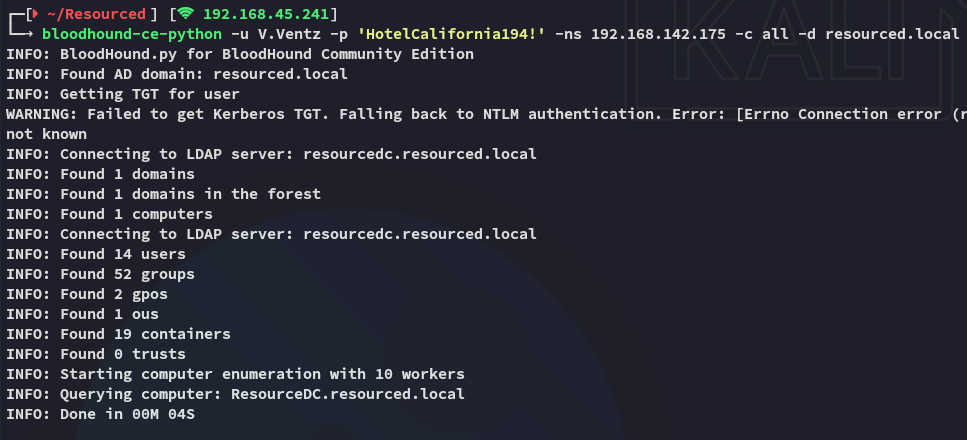 ~/Resourced ] [ 192.168.45.241]
bloodhound-ce-python -u V.Ventz -p 'HotelCalifornia194!' -ns 192.168.142.175 -c all -d resourced.local
INFO: BloodHound.py for BloodHound Community Edition
INFO: Found AD domain: resourced.local
INFO: Getting TGT for user
WARNING: Failed to get Kerberos TGT. Falling back to NTLM authentication. Error: [Errno Connection error (r
not known
INFO: Connecting to LDAP server: resourcedc.resourced.local
INFO: Found 1 domains
INFO: Found 1 domains in the forest
INFO: Found 1 computers
INFO: Connecting to LDAP server: resourcedc.resourced.local
INFO: Found 14 users
INFO: Found 52 groups
INFO: Found 2 gpos
INFO: Found 1 ous
INFO: Found 19 containers
INFO: Found 0 trusts
INFO: Starting computer enumeration with 10 workers
INFO: Querying computer: ResourceDC.resourced.local
INFO: Done in 00M 04S
KALI